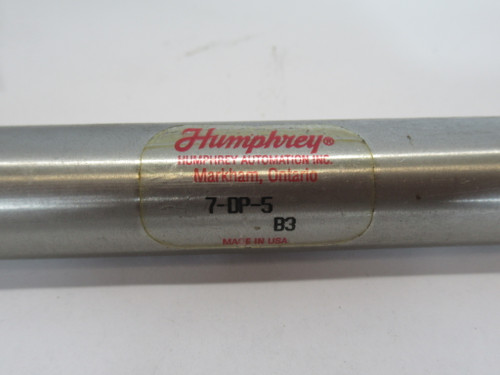 Humphrey®
HUMPHREY AUTOMATION INC.
Markham, Ontario
7-DP-5
B3
MADE IN USA